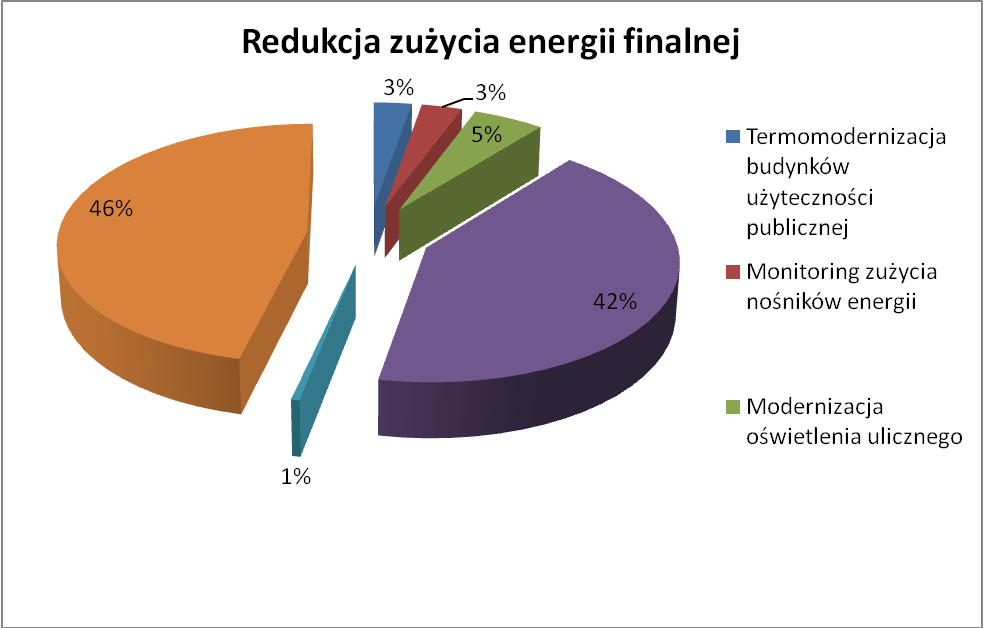 Redukcja zużycia energii finalnej
3%
3%
5%
46%
42%
1%
Termomodernizacja
budynków
użyteczności
publicznej
Monitoring zużycia
nośników energii
Modernizacja
oświetlenia ulicznego